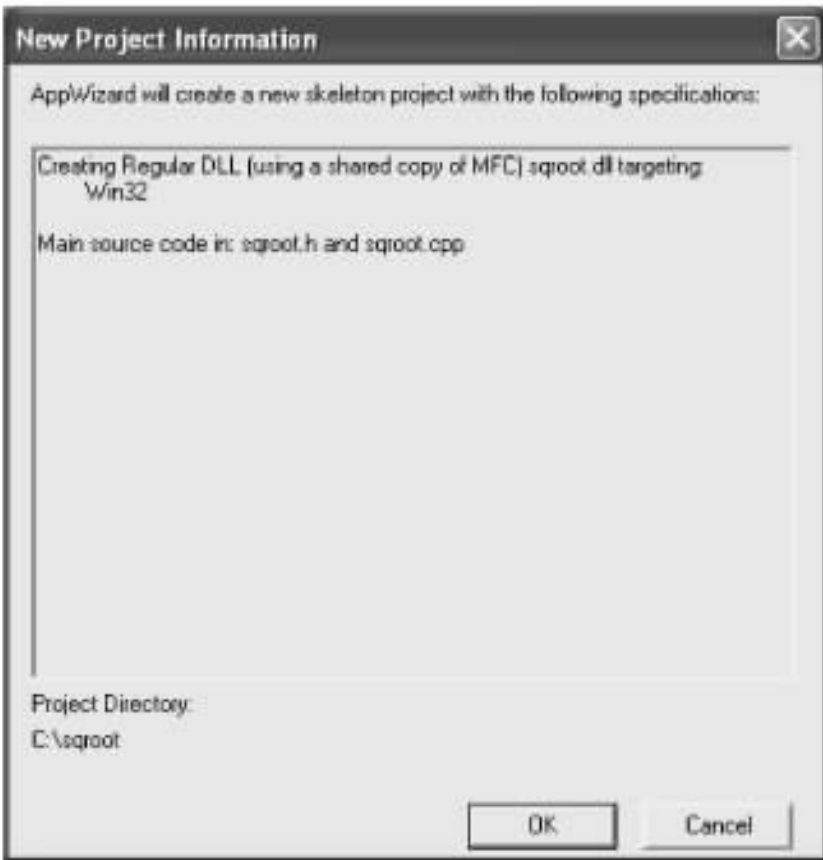 New Project Information
AppWizard will create a new skeleton project with the following specifications:
Creating Regular DLL (using a shared copy of MFC) sqroot dll targeting:
Win32
Main source code in: sqroot.h and sqroot.cpp
Project Directory:
C:\sqroot
OK
Cancel